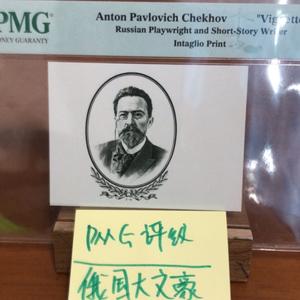 PMG
MONEY GUARANTY
Anton Pavlovich Chekhov "Vignette
Russian Playwright and Short-Story Writer
Intaglio Print
PMG评级
俄国大文豪